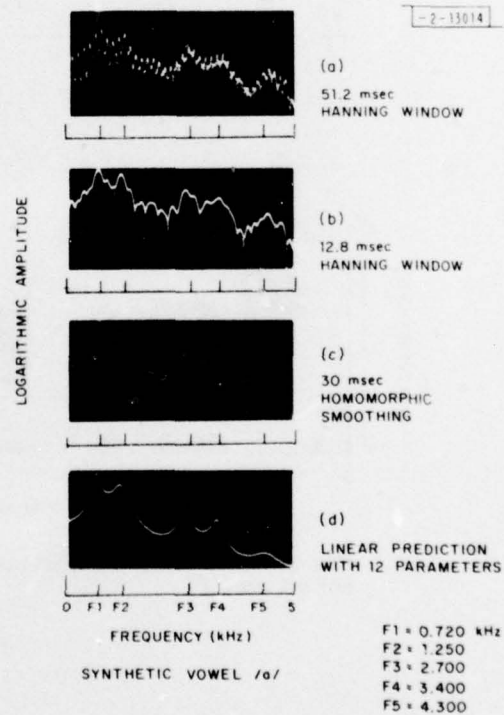 -2-13014
(a)
51.2 msec
HANNING WINDOW
LOGARITHMIC AMPLITUDE
(b)
12.8 msec
HANNING WINDOW
(c)
30 msec
HOMOMORPHIC
SMOOTHING
(d)
LINEAR PREDICTION
WITH 12 PARAMETERS
0 F1 F2 F3 F4 F5 5
FREQUENCY (kHz)
SYNTHETIC VOWEL /a/
F1 = 0.720 kHz
F2 = 1.250
F3 = 2.700
F4 = 3.400
F5 = 4.300